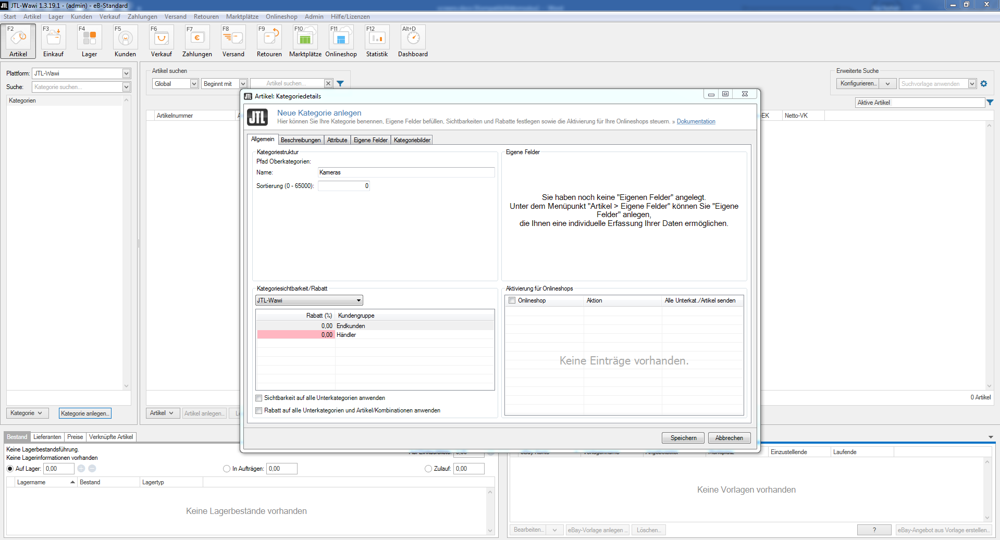 JTL JTL-Wawi 1.3.19.1 - (admin) - eB-Standard
Start Artikel Lager Kunden Verkauf Zahlungen Versand Retouren Marktplätze Onlineshop Admin Hilfe/Lizenzen
F2 F3 F4 F5 F6 F7 F8 F9 F10 F11 F12 Alt+D
Artikel Einkauf Lager Kunden Verkauf Zahlungen Versand Retouren Marktplätze Onlineshop Statistik Dashboard
Plattform: JTL-Wawi
Suche: Kategorie suchen...
Kategorien
Kategorie
Kategorie anlegen...
Artikel suchen
Global Beginnt mit Artikel suchen...
Erweiterte Suche
Konfigurieren... Suchvorlage anwenden
Aktive Artikel
Artikelnummer
-EK Netto-VK
0 Artikel
Artikel Artikel anlegen...
JTL Artikel: Kategoriedetails
JTL
Neue Kategorie anlegen
Hier können Sie Ihre Kategorie benennen, Eigene Felder befüllen, Sichtbarkeiten und Rabatte festlegen sowie die Aktivierung für Ihre Onlineshops steuern. » Dokumentation
Allgemein Beschreibungen Attribute Eigene Felder Kategoriebilder
Kategoriestruktur
Pfad Oberkategorien:
Name: Kameras
Sortierung (0 - 65000): 0
Eigene Felder
Sie haben noch keine "Eigenen Felder" angelegt.
Unter dem Menüpunkt "Artikel > Eigene Felder" können Sie "Eigene
Felder" anlegen,
die Ihnen eine individuelle Erfassung Ihrer Daten ermöglichen.
Kategoriesichtbarkeit/Rabatt
JTL-Wawi
Rabatt (%) Kundengruppe
0,00 Endkunden
0,00 Händler
Sichtbarkeit auf alle Unterkategorien anwenden
Rabatt auf alle Unterkategorien und Artikel/Kombinationen anwenden
Aktivierung für Onlineshops
Onlineshop Aktion Alle Unterkat./Artikel senden
Keine Einträge vorhanden.
Speichern Abbrechen
Bestand Lieferanten Preise Verknüpfte Artikel
Keine Lagerbestandsführung.
Keine Lagerinformationen vorhanden
Auf Lager: 0,00 In Aufträgen: 0,00 Zulauf: 0,00
Lagername Bestand Lagertyp
Keine Lagerbestände vorhanden
Einzustellende Laufende
Keine Vorlagen vorhanden
Bearbeiten... eBay-Vorlage anlegen ... Löschen... ? eBay-Angebot aus Vorlage erstellen...